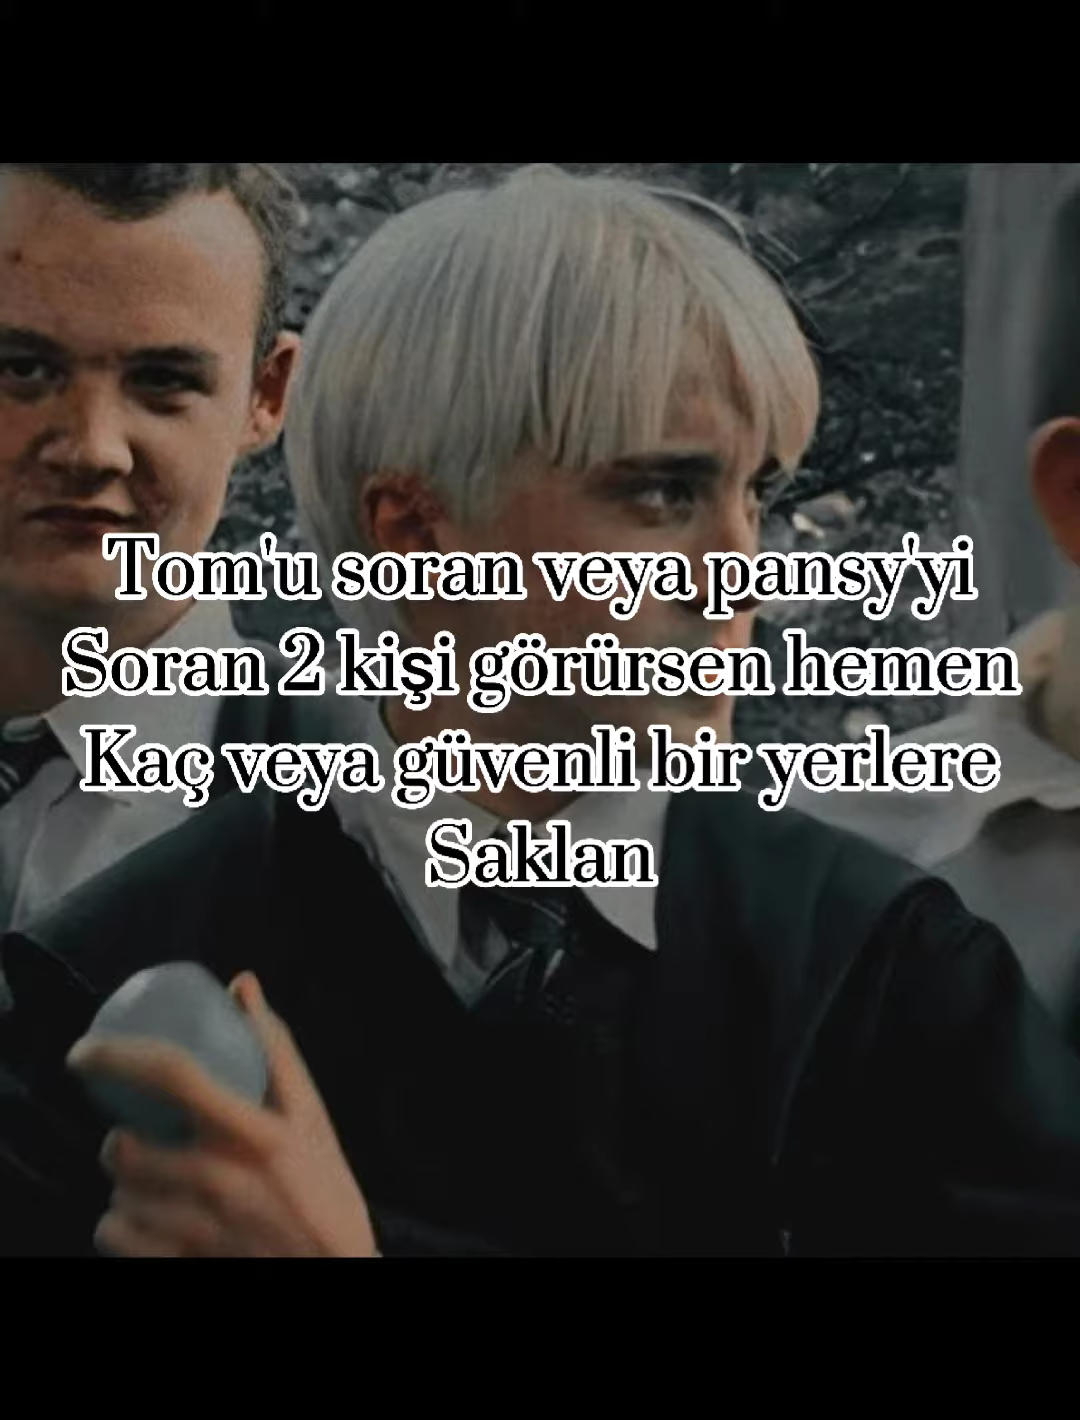 Tom'u soran veya pansy'yi
Soran 2 kişi görürsen hemen
Kaç veya güvenli bir yerlere
Saklan